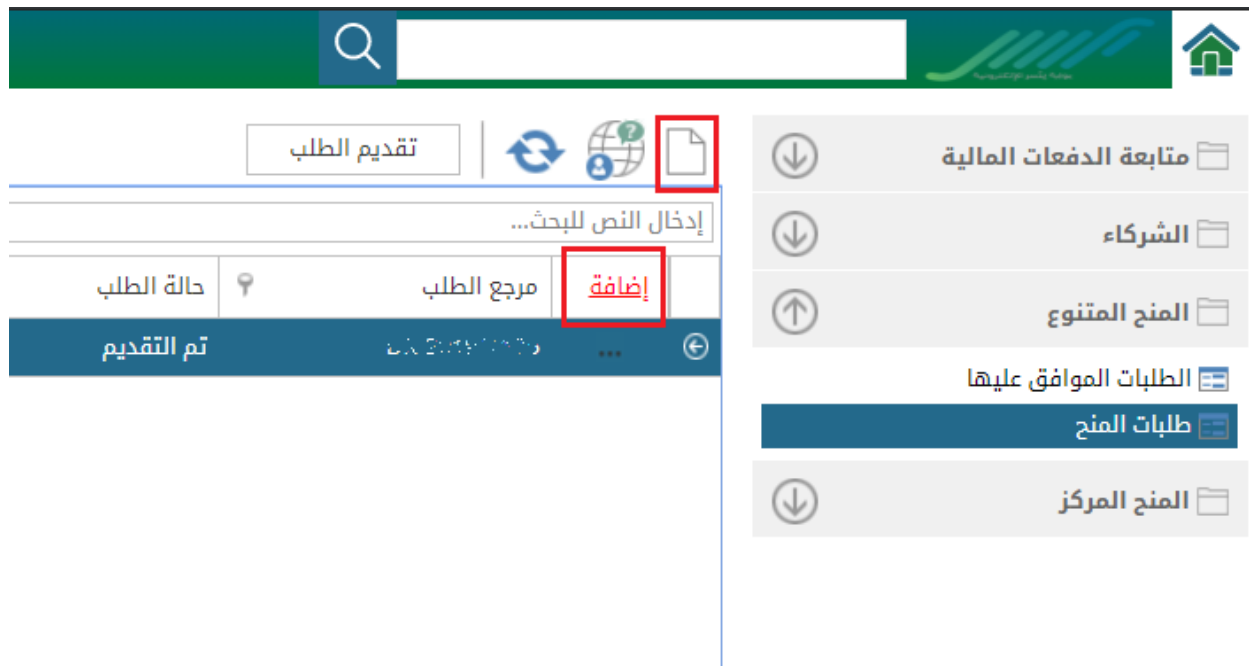 تقديم الطلب
إدخال النص للبحث...
إضافة
مرجع الطلب
حالة الطلب
...
تم التقديم
متابعة الدفعات المالية
الشركاء
المنح المتنوع
الطلبات الموافق عليها
طلبات المنح
المنح المركز